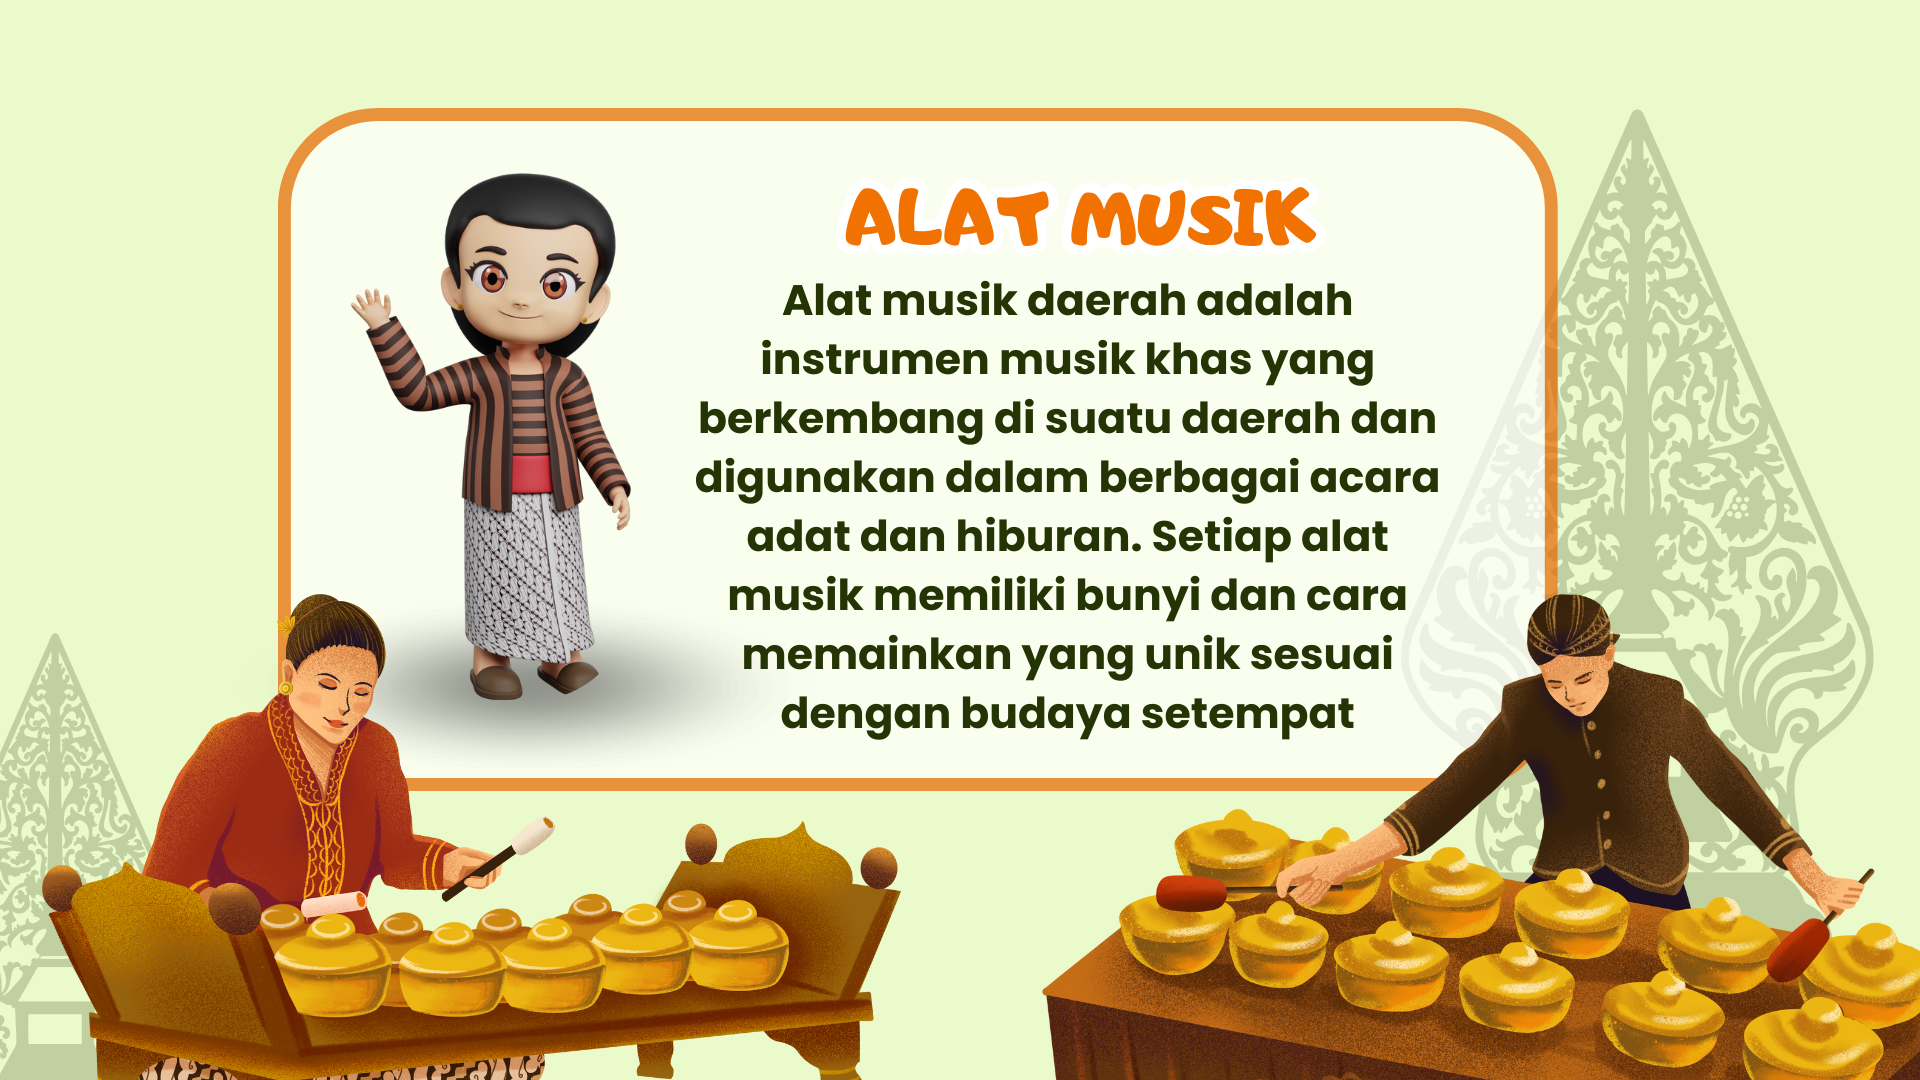 ALAT MUSIK
Alat musik daerah adalah
instrumen musik khas yang
berkembang di suatu daerah dan
digunakan dalam berbagai acara
adat dan hiburan. Setiap alat
musik memiliki bunyi dan cara
memainkan yang unik sesuai
dengan budaya setempat